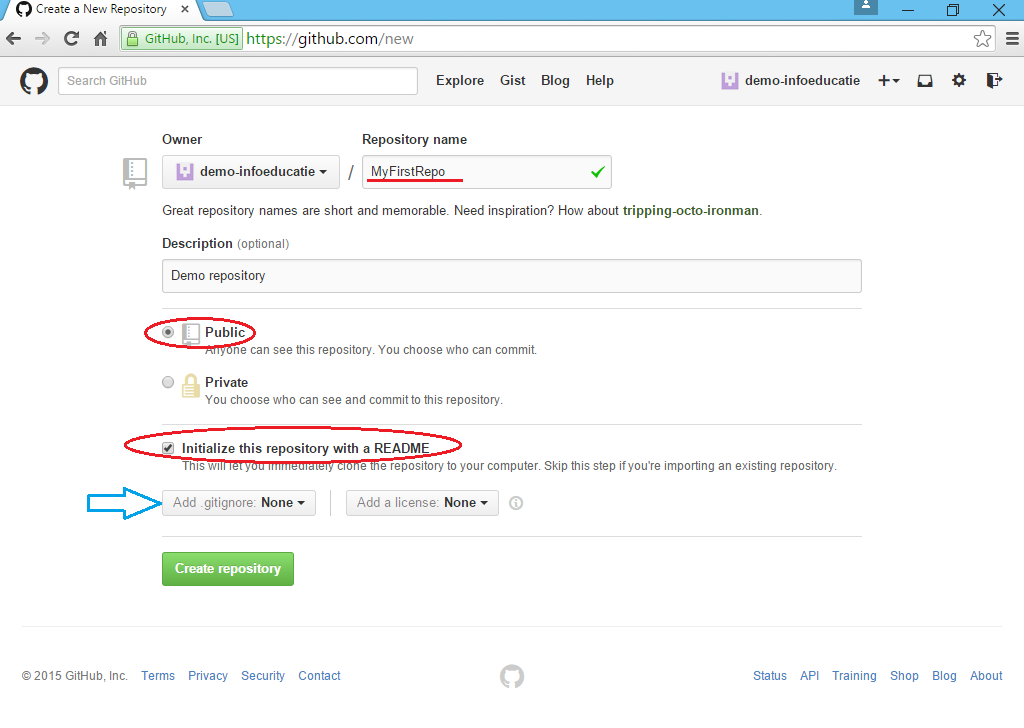 Create a New Repository
GitHub, Inc. [US] https://github.com/new
Search GitHub Explore Gist Blog Help demo-infoeducatie
Owner Repository name
demo-infoeducatie / MyFirstRepo
Great repository names are short and memorable. Need inspiration? How about tripping-octo-ironman.
Description (optional)
Demo repository
Public
Anyone can see this repository. You choose who can commit.
Private
You choose who can see and commit to this repository.
Initialize this repository with a README
This will let you immediately clone the repository to your computer. Skip this step if you're importing an existing repository.
Add .gitignore: None Add a license: None
Create repository
© 2015 GitHub, Inc. Terms Privacy Security Contact Status API Training Shop Blog About